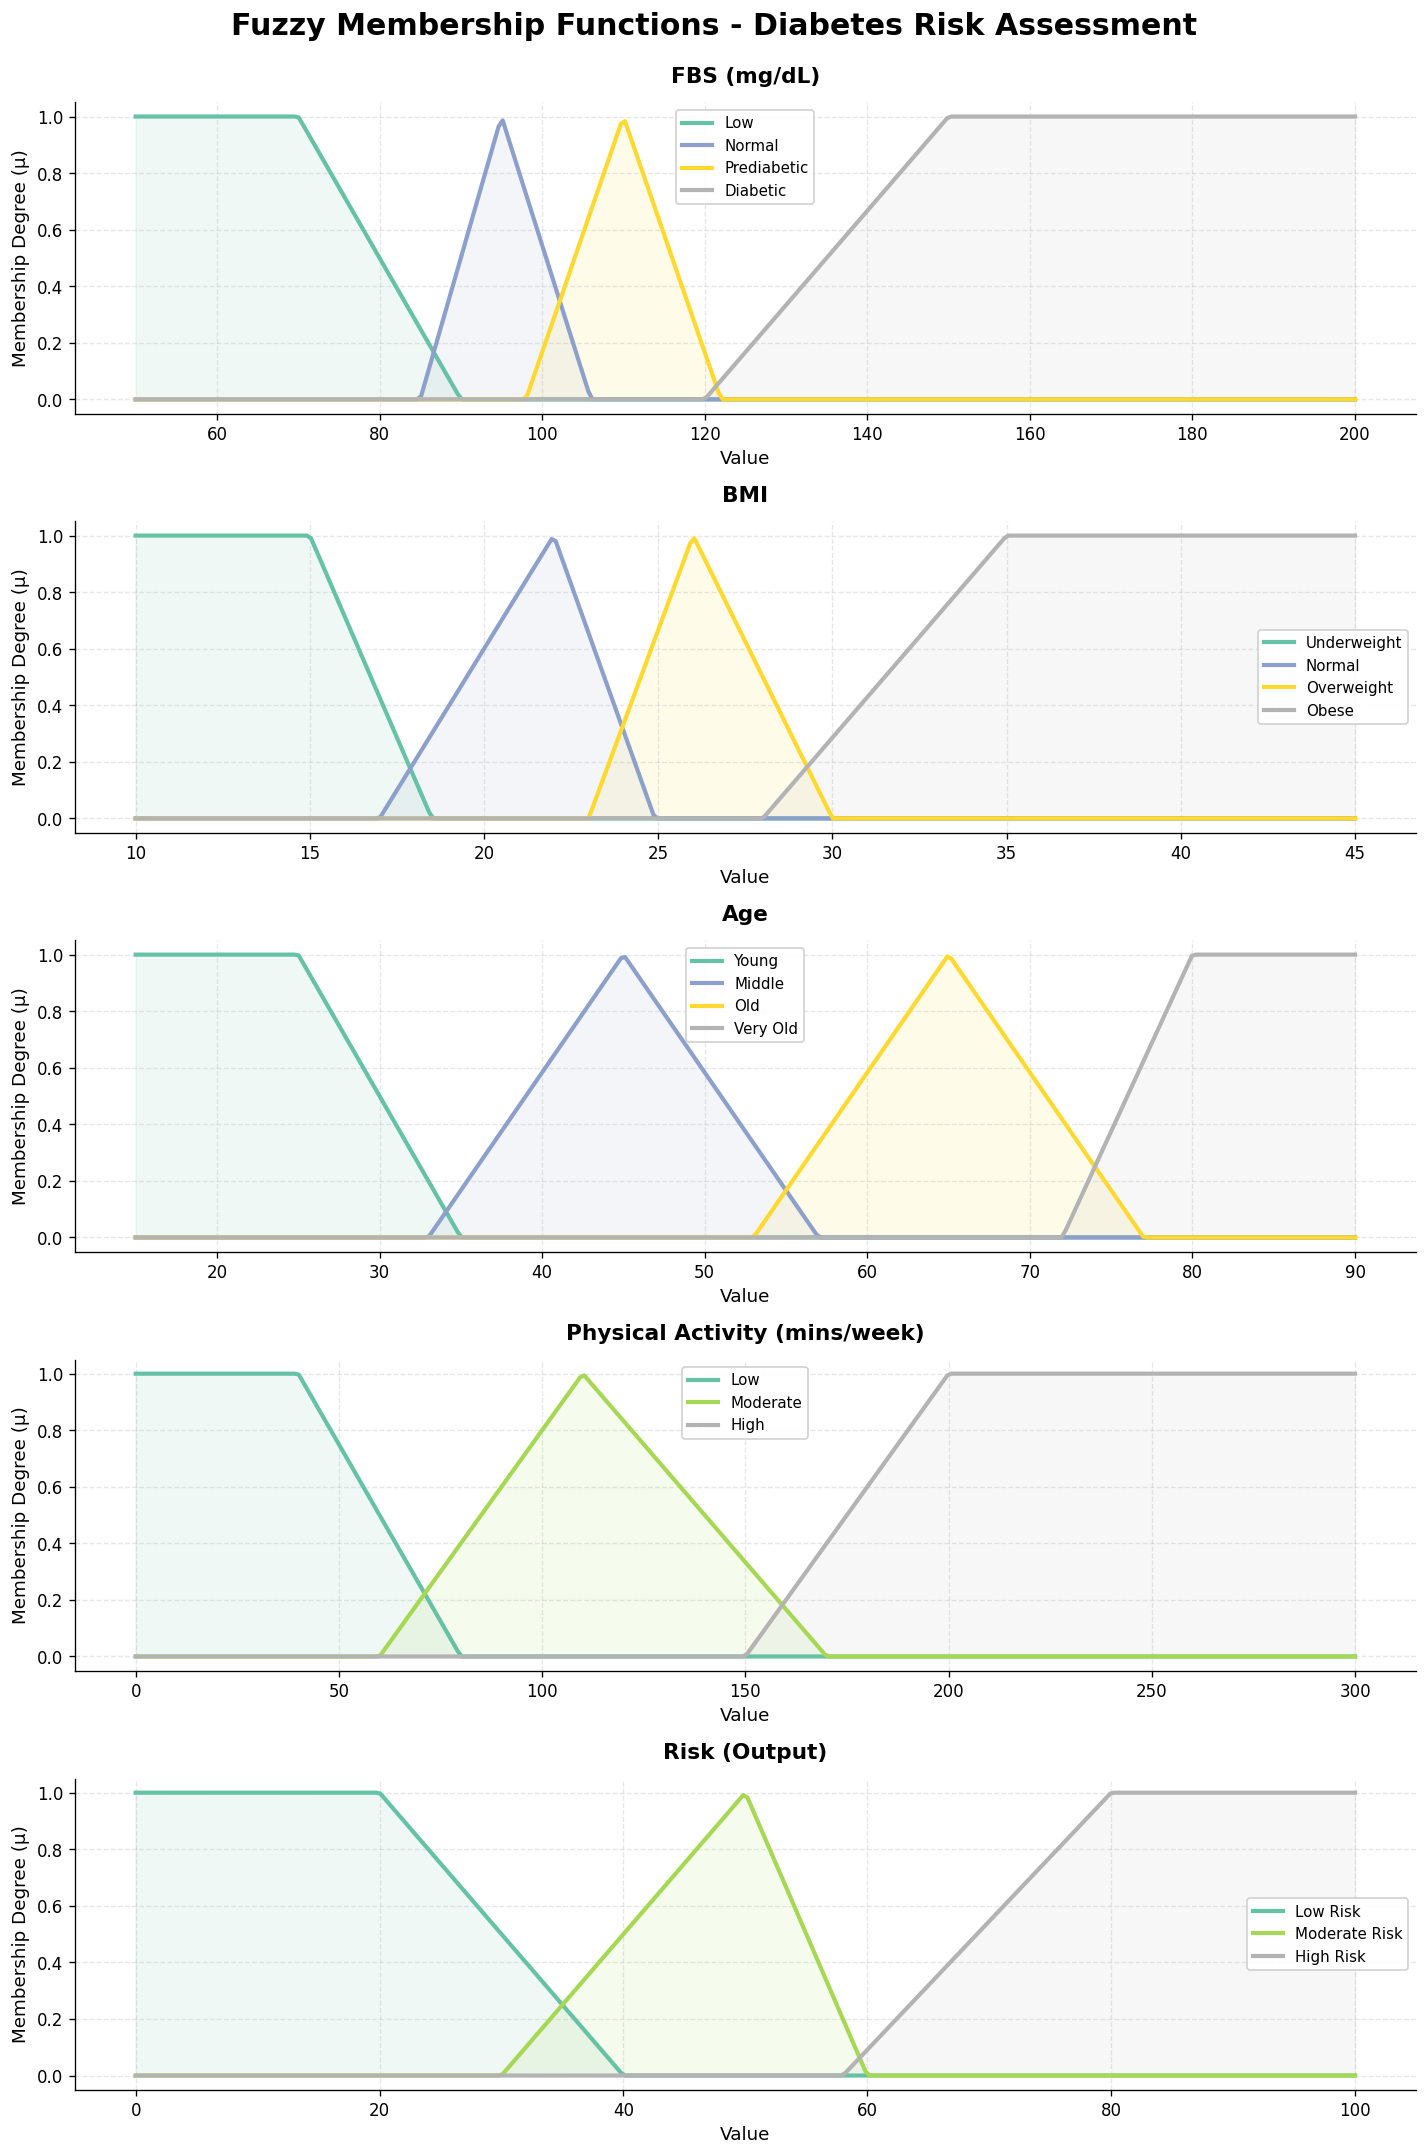 Fuzzy Membership Functions - Diabetes Risk Assessment
FBS (mg/dL)
Membership Degree (μ)
1.0
0.8
0.6
0.4
0.2
0.0
Low
Normal
Prediabetic
Diabetic
60 80 100 120 140 160 180 200
Value
BMI
Membership Degree (μ)
1.0
0.8
0.6
0.4
0.2
0.0
Underweight
Normal
Overweight
Obese
10 15 20 25 30 35 40 45
Value
Age
Membership Degree (μ)
1.0
0.8
0.6
0.4
0.2
0.0
Young
Middle
Old
Very Old
20 30 40 50 60 70 80 90
Value
Physical Activity (mins/week)
Membership Degree (μ)
1.0
0.8
0.6
0.4
0.2
0.0
Low
Moderate
High
0 50 100 150 200 250 300
Value
Risk (Output)
Membership Degree (μ)
1.0
0.8
0.6
0.4
0.2
0.0
Low Risk
Moderate Risk
High Risk
0 20 40 60 80 100
Value